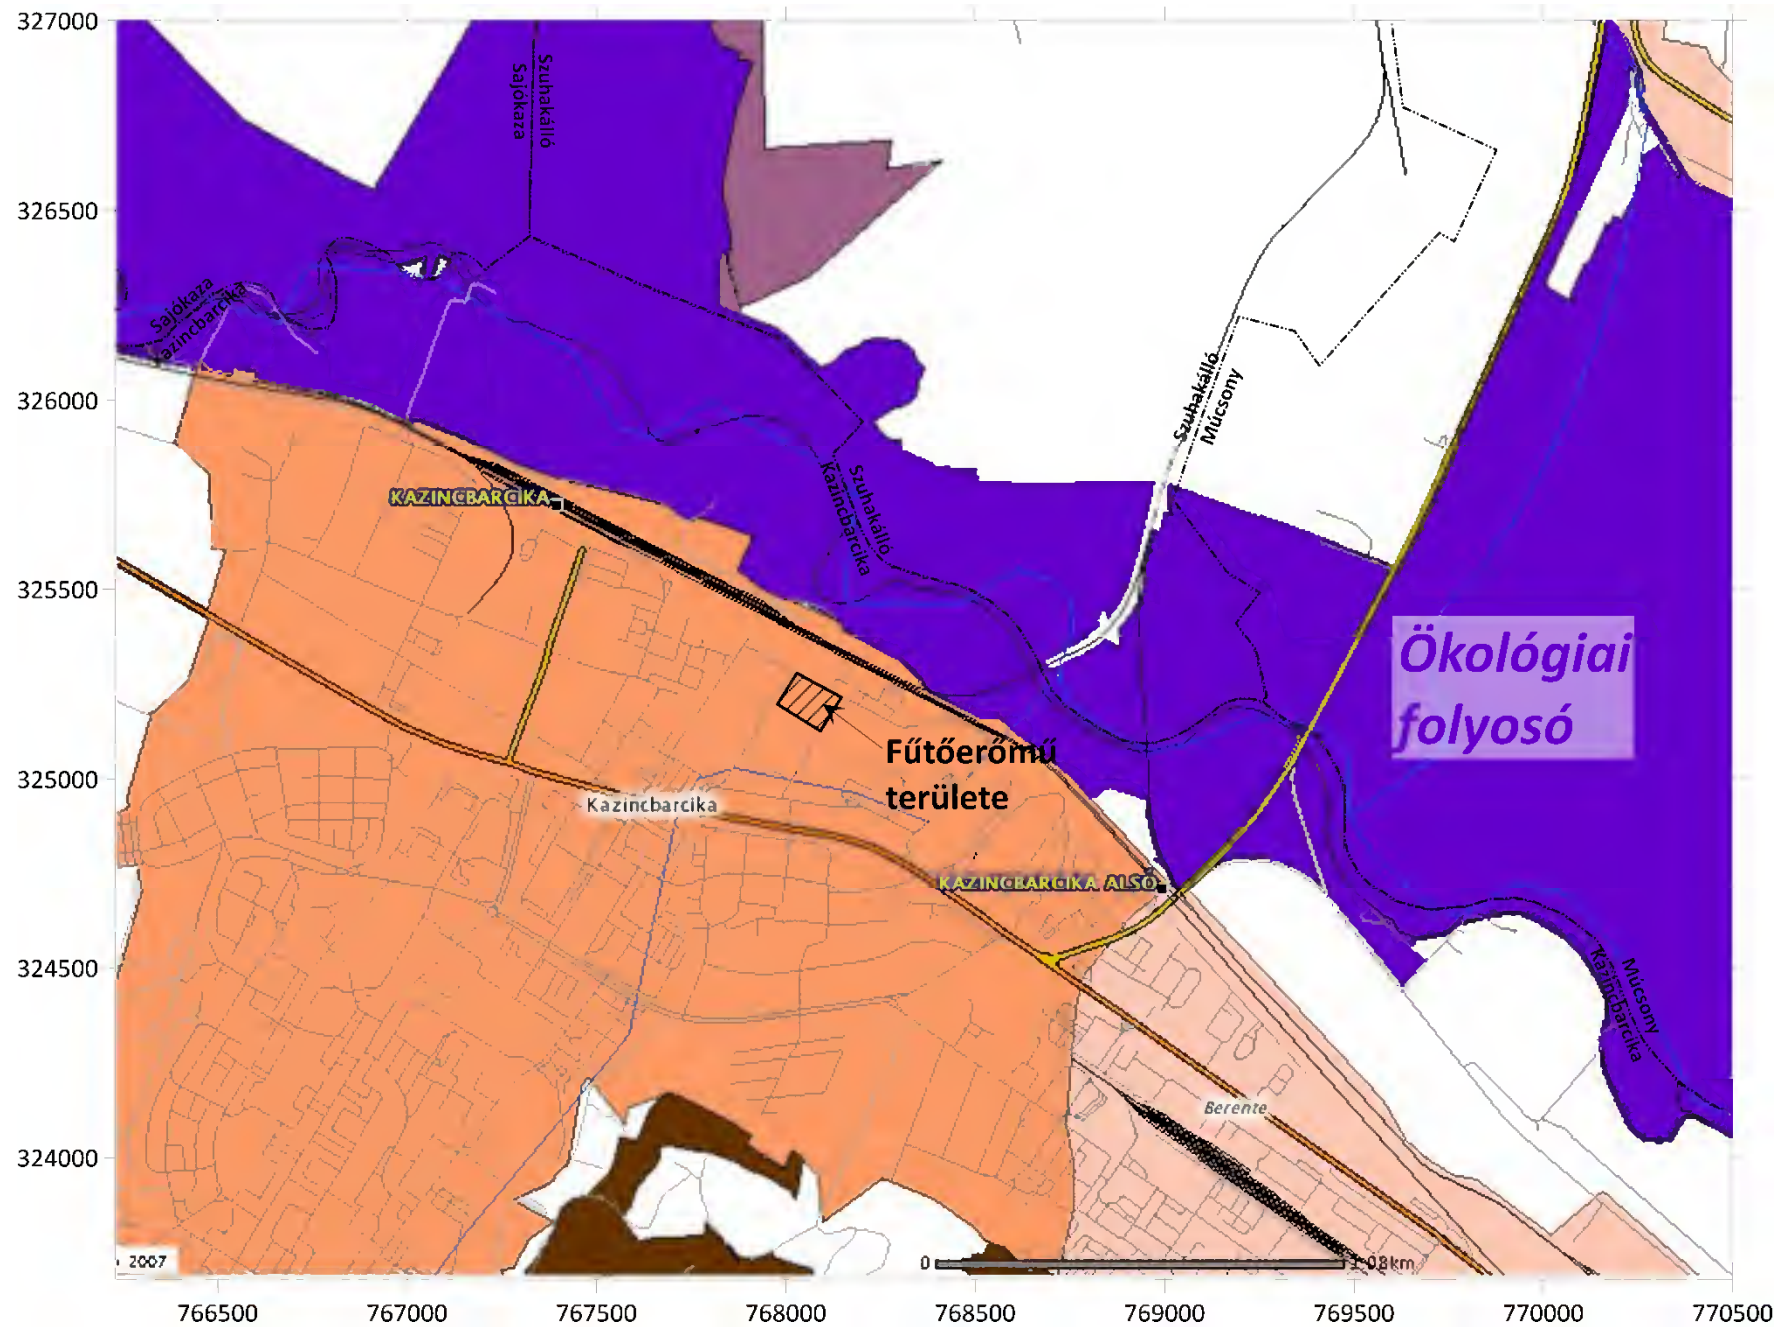 327000
326500
326000
325500
325000
324500
324000
Szuhakálló
Sajókaza
Sajókaza
Kazincbarcika
Szuhakálló
Múcsony
KAZINCBARCIKA
Szuhakálló
Kazincbarcika
Ökológiai
folyosó
Fűtőerőmű
területe
Kazincbarcika
KAZINCBARCIKA ALSÓ
Múcsony
Kazincbarcika
Berente
2007
0
1.08km
766500
767000
767500
768000
768500
769000
769500
770000
770500